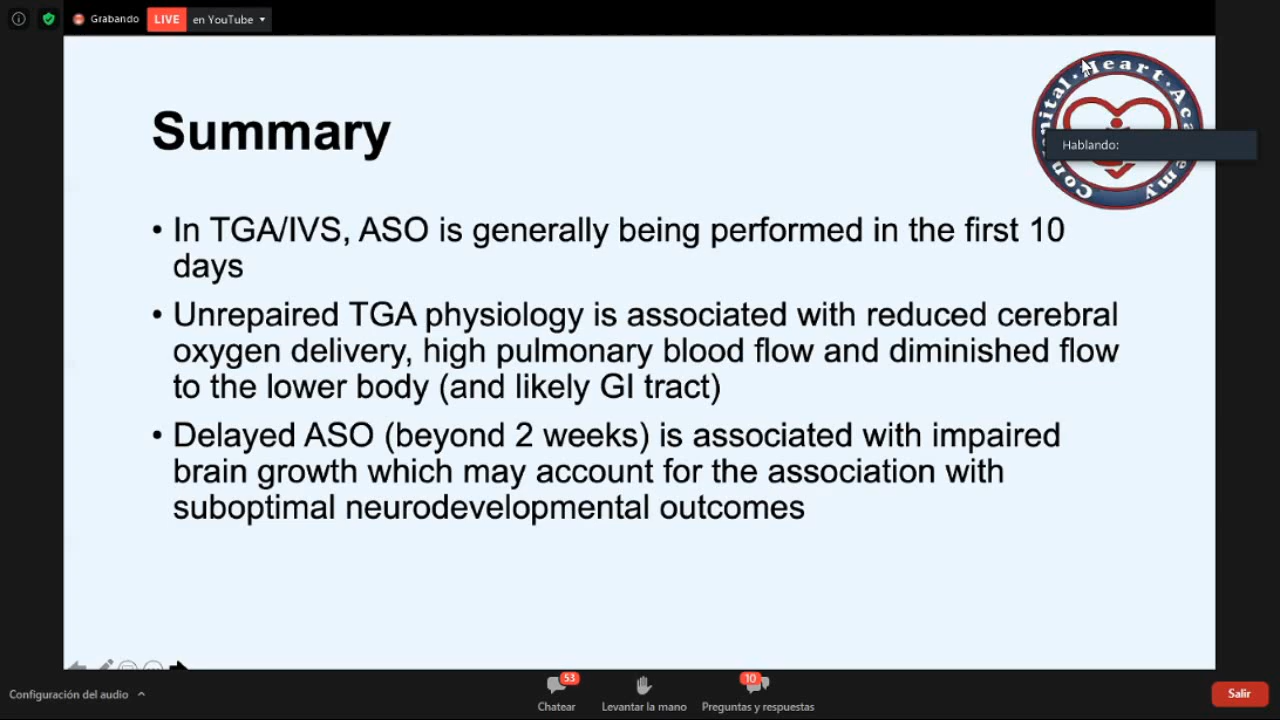 Grabando LIVE en YouTube
Congenital · Heart · Academy
Hablando:
Summary
• In TGA/IVS, ASO is generally being performed in the first 10
days
• Unrepaired TGA physiology is associated with reduced cerebral
oxygen delivery, high pulmonary blood flow and diminished flow
to the lower body (and likely GI tract)
• Delayed ASO (beyond 2 weeks) is associated with impaired
brain growth which may account for the association with
suboptimal neurodevelopmental outcomes
53 10
Configuración del audio Chatear Levantar la mano Preguntas y respuestas Salir